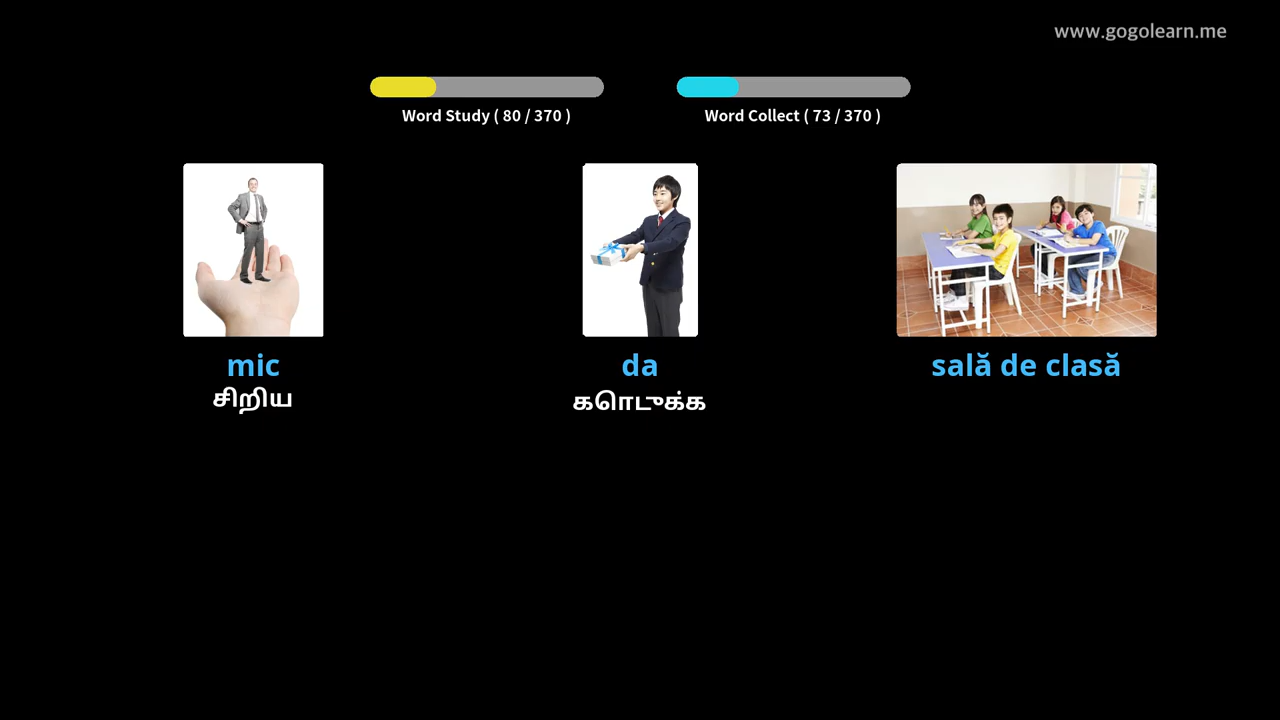 www.gogolearn.me
Word Study ( 80 / 370 )
Word Collect ( 73 / 370 )
mic
சிறிய
da
கொடுக்க
sală de clasă